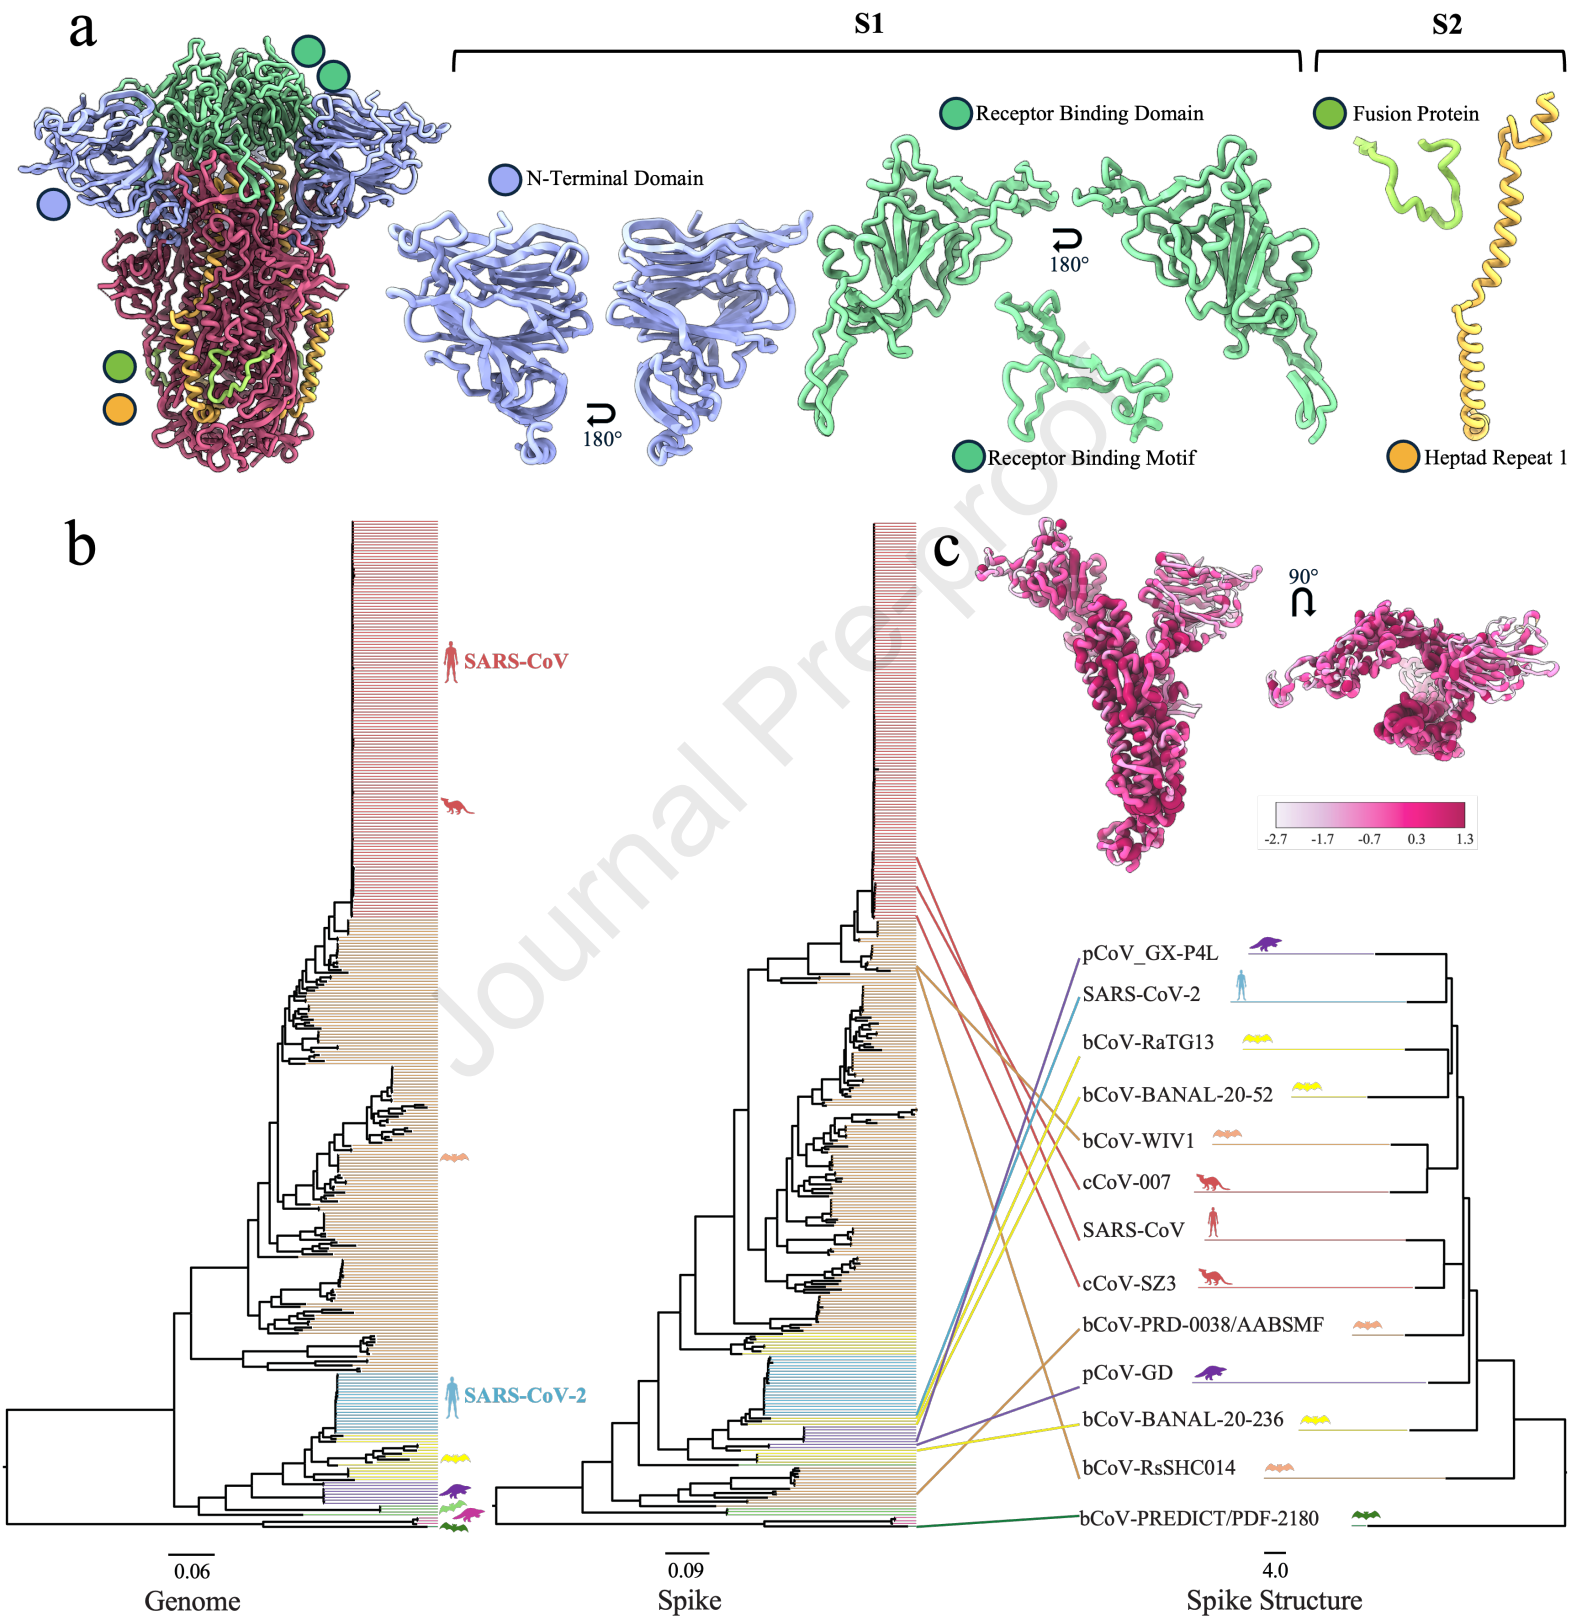 a
S1
S2
Receptor Binding Domain
Fusion Protein
N-Terminal Domain
180°
180°
Receptor Binding Motif
Heptad Repeat 1
b
c
90°
SARS-CoV
-2.7 -1.7 -0.7 0.3 1.3
pCoV_GX-P4L
SARS-CoV-2
bCoV-RaTG13
bCoV-BANAL-20-52
bCoV-WIV1
cCoV-007
SARS-CoV
cCoV-SZ3
bCoV-PRD-0038/AABSMF
pCoV-GD
SARS-CoV-2
bCoV-BANAL-20-236
bCoV-RsSHC014
bCoV-PREDICT/PDF-2180
0.06
0.09
4.0
Genome
Spike
Spike Structure
Journal Pre-proof